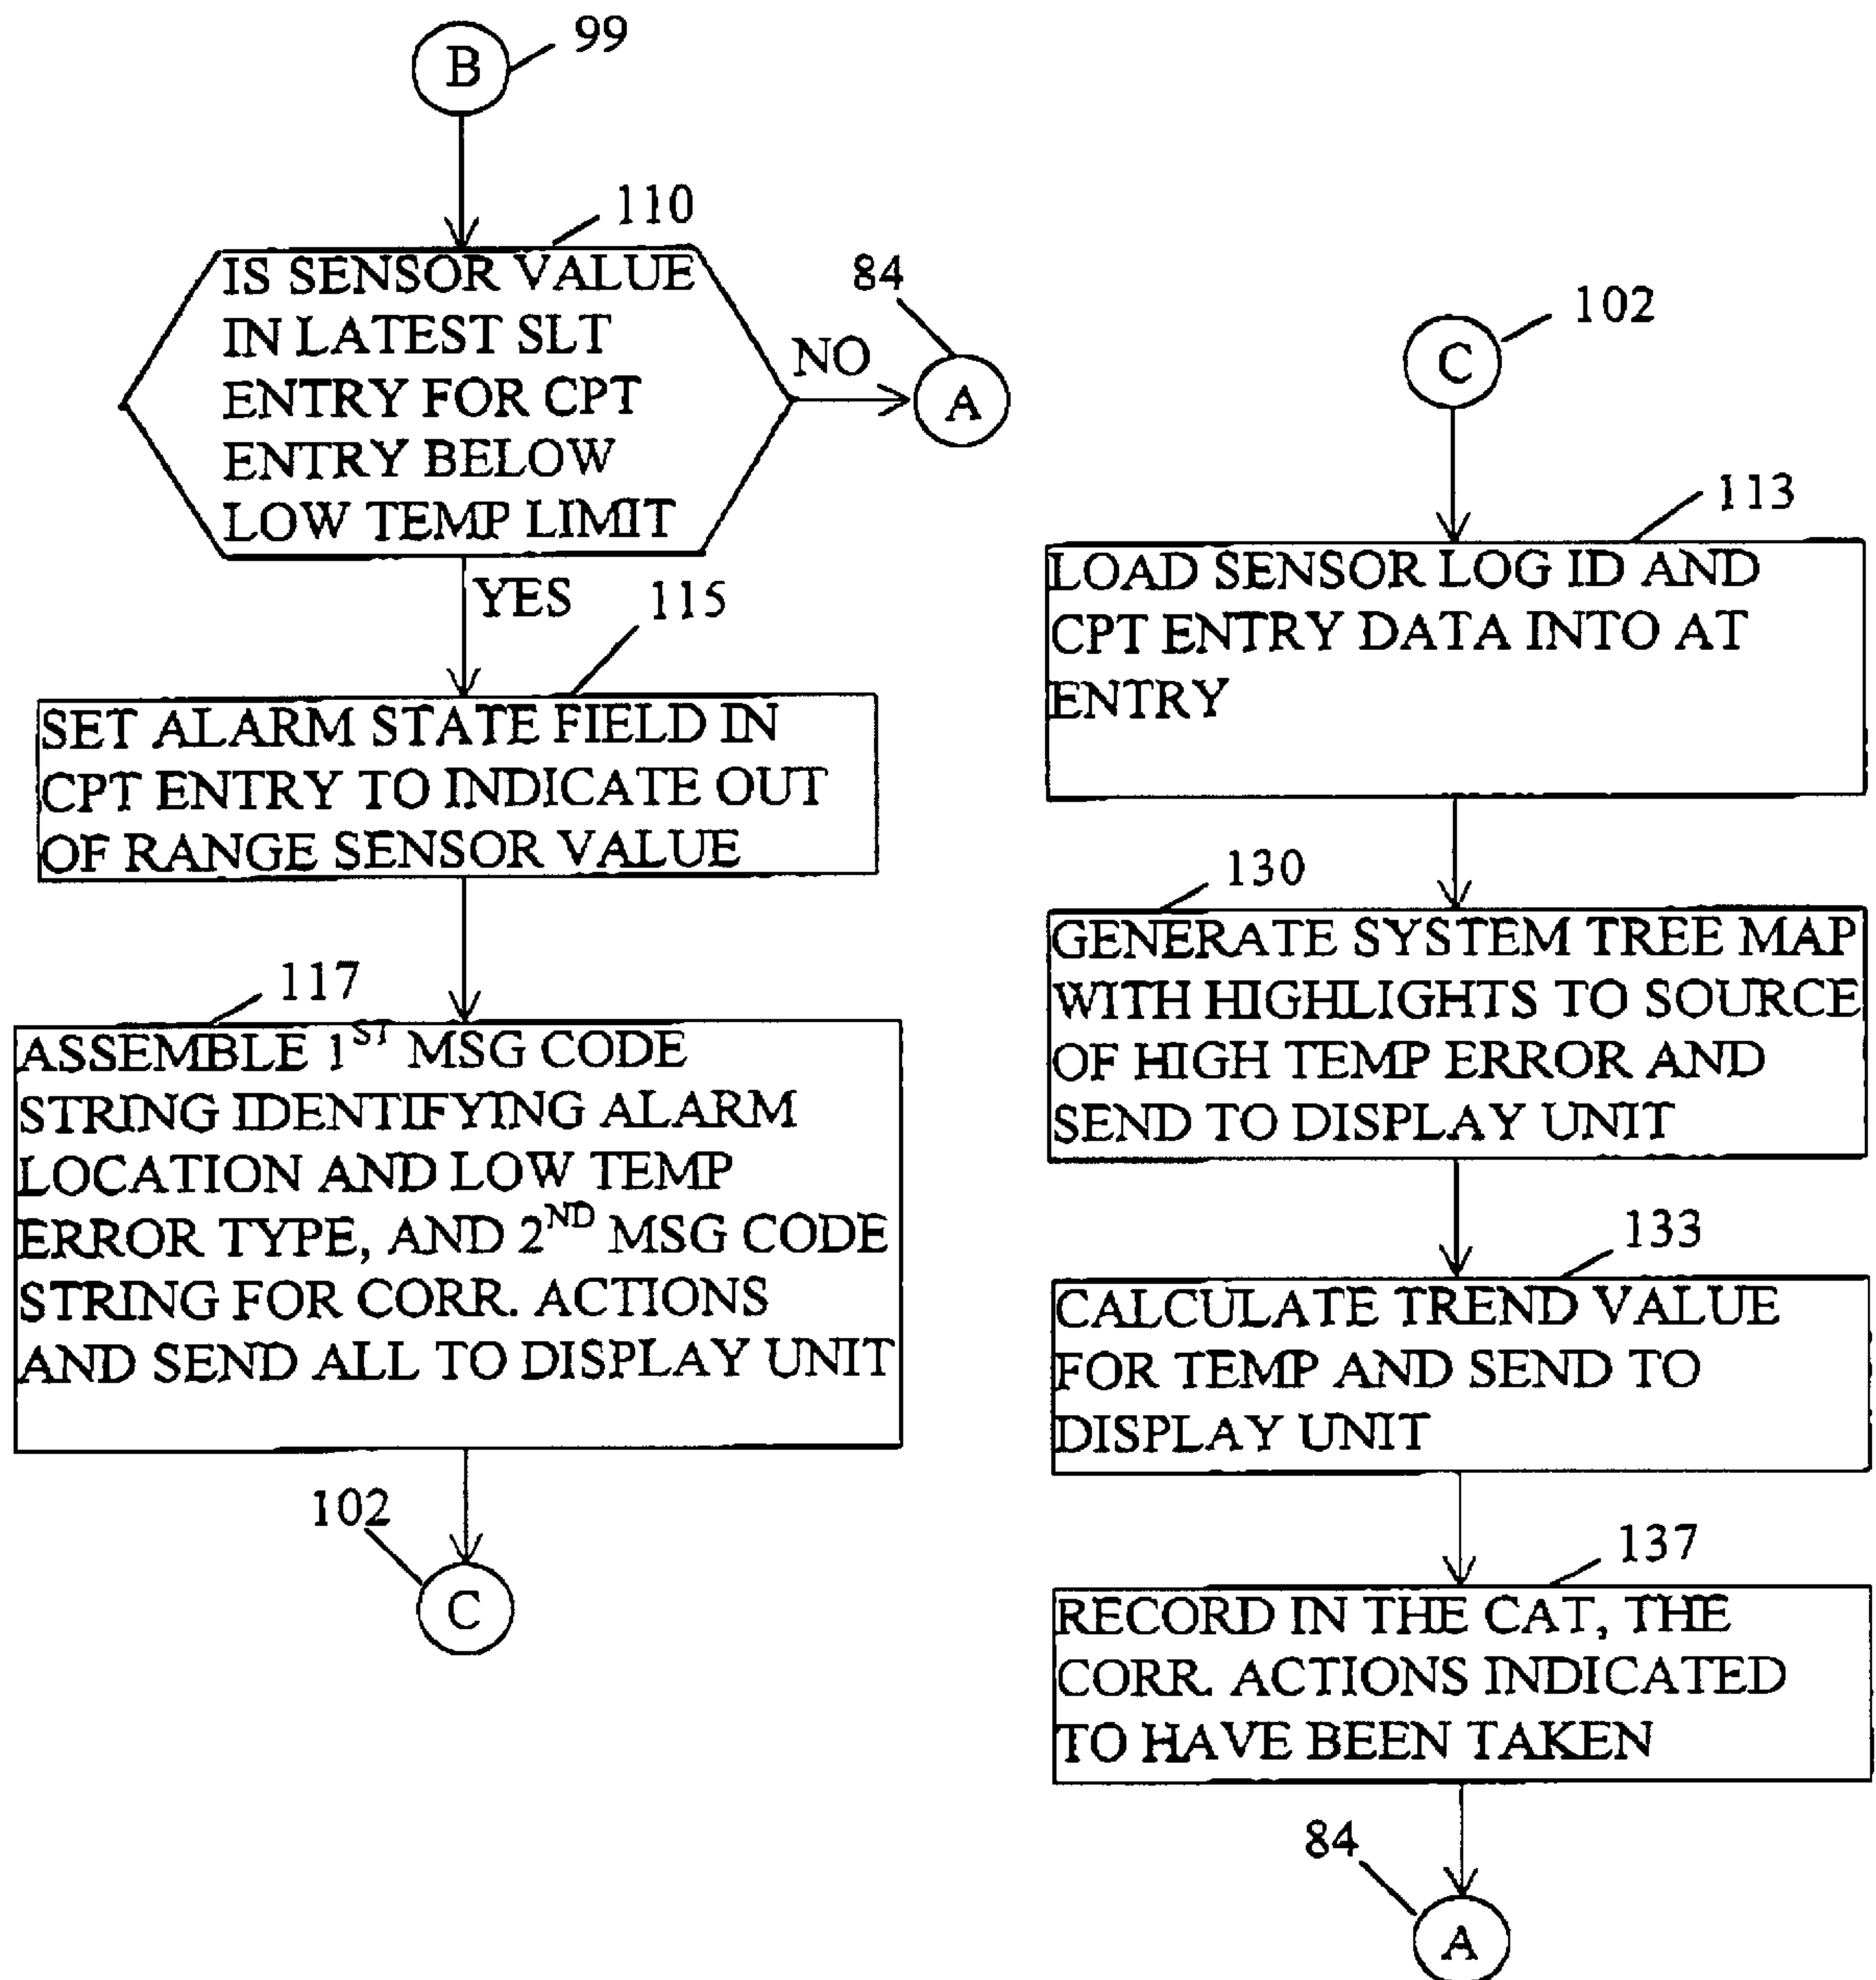 B
99
110
IS SENSOR VALUE
IN LATEST SLT
ENTRY FOR CPT
ENTRY BELOW
LOW TEMP LIMIT
NO
84
A
YES
115
SET ALARM STATE FIELD IN
CPT ENTRY TO INDICATE OUT
OF RANGE SENSOR VALUE
117
ASSEMBLE 1ST MSG CODE
STRING IDENTIFYING ALARM
LOCATION AND LOW TEMP
ERROR TYPE, AND 2ND MSG CODE
STRING FOR CORR. ACTIONS
AND SEND ALL TO DISPLAY UNIT
102
C
C
102
113
LOAD SENSOR LOG ID AND
CPT ENTRY DATA INTO AT
ENTRY
130
GENERATE SYSTEM TREE MAP
WITH HIGHLIGHTS TO SOURCE
OF HIGH TEMP ERROR AND
SEND TO DISPLAY UNIT
133
CALCULATE TREND VALUE
FOR TEMP AND SEND TO
DISPLAY UNIT
137
RECORD IN THE CAT, THE
CORR. ACTIONS INDICATED
TO HAVE BEEN TAKEN
84
A